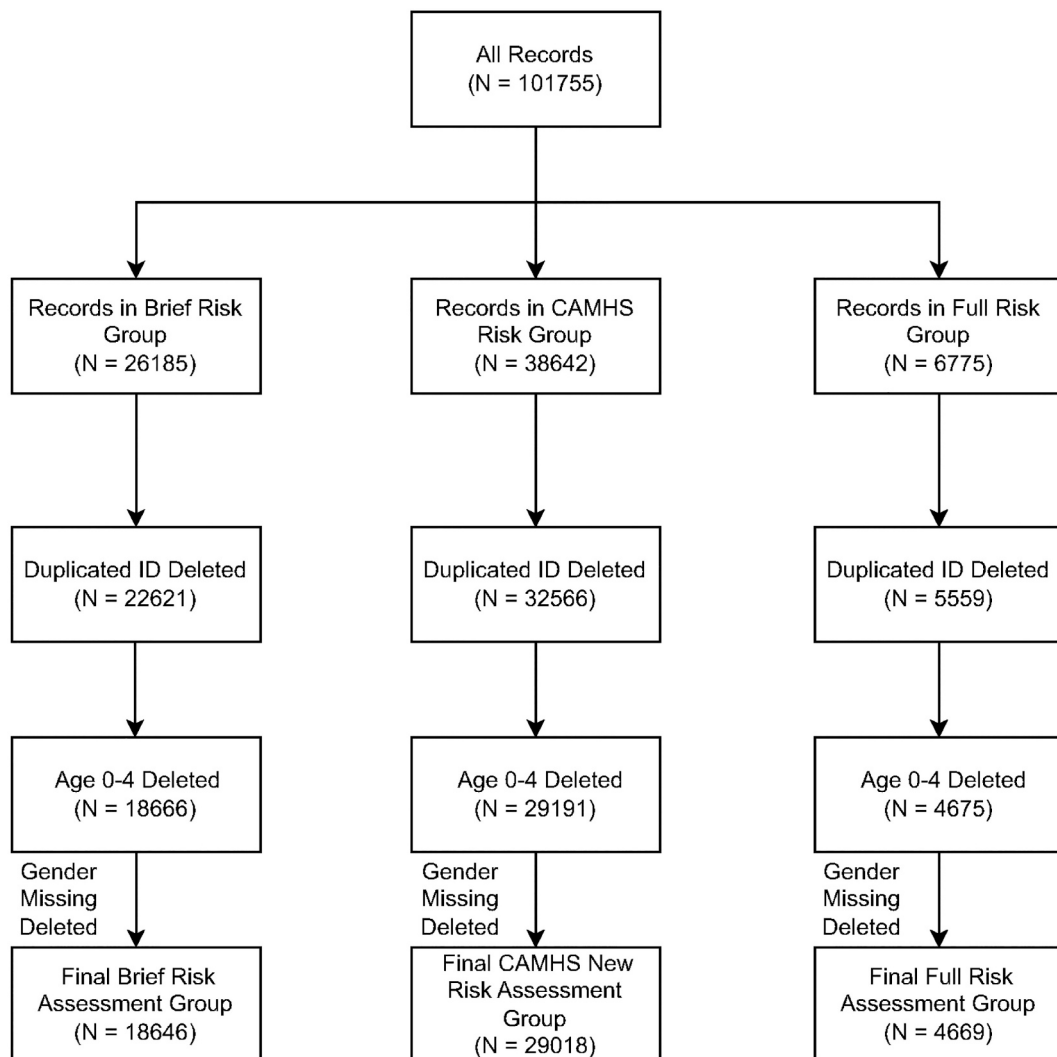 All Records
(N = 101755)
Records in Brief Risk
Group
(N = 26185)
Records in CAMHS
Risk Group
(N = 38642)
Records in Full Risk
Group
(N = 6775)
Duplicated ID Deleted
(N = 22621)
Duplicated ID Deleted
(N = 32566)
Duplicated ID Deleted
(N = 5559)
Age 0-4 Deleted
(N = 18666)
Age 0-4 Deleted
(N = 29191)
Age 0-4 Deleted
(N = 4675)
Gender
Missing
Deleted
Gender
Missing
Deleted
Gender
Missing
Deleted
Final Brief Risk
Assessment Group
(N = 18646)
Final CAMHS New
Risk Assessment
Group
(N = 29018)
Final Full Risk
Assessment Group
(N = 4669)